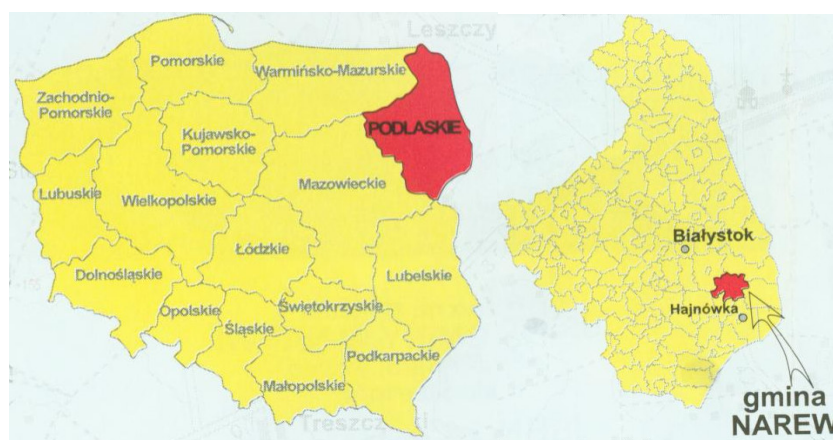 Leszczy
Pomorskie
Warmińsko-Mazurskie
Zachodnio-
Pomorskie
PODLASKIE
Kujawsko-
Pomorskie
Mazowieckie
Lubuskie
Wielkopolskie
Łódzkie
Dolnośląskie
Lubelskie
Opolskie
Świętokrzyskie
Śląskie
Podkarpackie
Małopolskie
Białystok
Hajnówka
gmina
NAREW